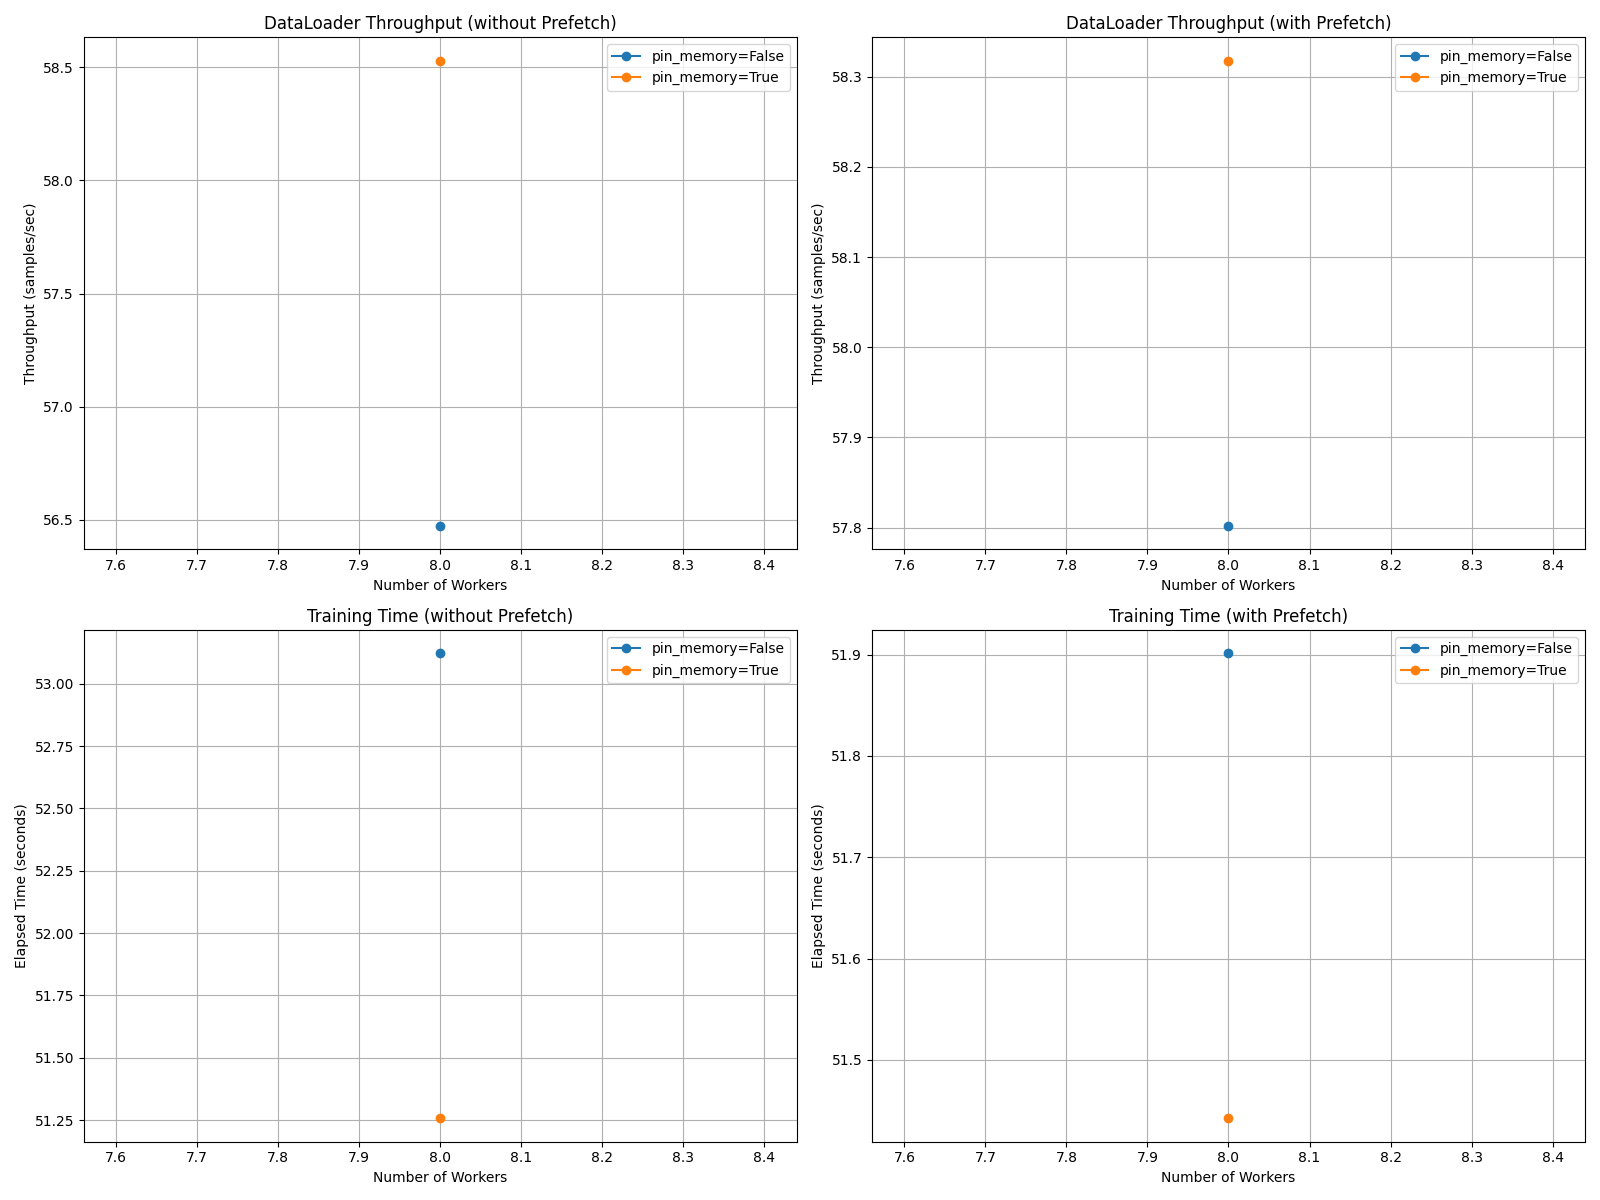 DataLoader Throughput (without Prefetch)
pin_memory=False
pin_memory=True
Throughput (samples/sec)
58.5
58.0
57.5
57.0
56.5
7.6 7.7 7.8 7.9 8.0 8.1 8.2 8.3 8.4
Number of Workers
DataLoader Throughput (with Prefetch)
pin_memory=False
pin_memory=True
Throughput (samples/sec)
58.3
58.2
58.1
58.0
57.9
57.8
7.6 7.7 7.8 7.9 8.0 8.1 8.2 8.3 8.4
Number of Workers
Training Time (without Prefetch)
pin_memory=False
pin_memory=True
Elapsed Time (seconds)
53.00
52.75
52.50
52.25
52.00
51.75
51.50
51.25
7.6 7.7 7.8 7.9 8.0 8.1 8.2 8.3 8.4
Number of Workers
Training Time (with Prefetch)
pin_memory=False
pin_memory=True
Elapsed Time (seconds)
51.9
51.8
51.7
51.6
51.5
7.6 7.7 7.8 7.9 8.0 8.1 8.2 8.3 8.4
Number of Workers